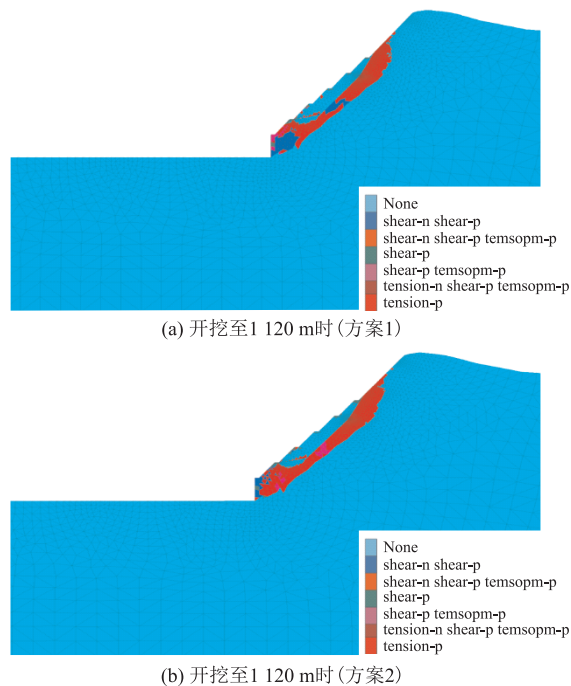 None
shear-n shear-p
shear-n shear-p temsopm-p
shear-p
shear-p temsopm-p
tension-n shear-p temsopm-p
tension-p
(a) 开挖至1 120 m时(方案1)
None
shear-n shear-p
shear-n shear-p temsopm-p
shear-p
shear-p temsopm-p
tension-n shear-p temsopm-p
tension-p
(b) 开挖至1 120 m时(方案2)